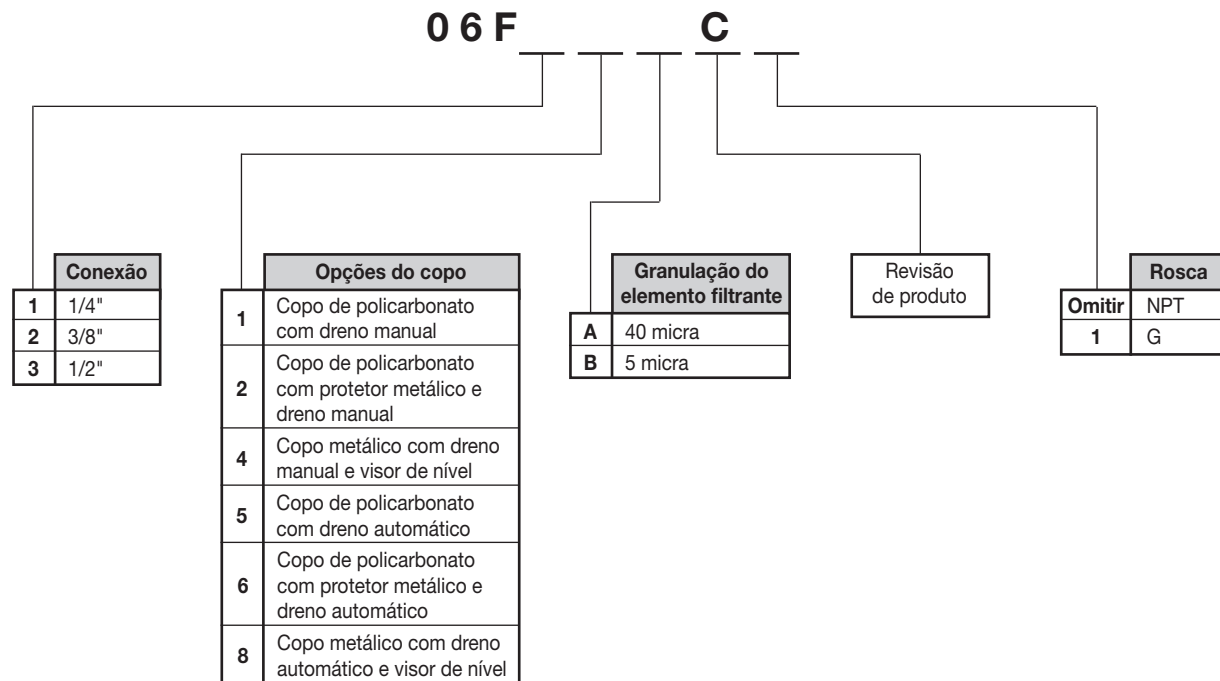 0 6 F C
Conexão
1 1/4"
2 3/8"
3 1/2"
Opções do copo
1 Copo de policarbonato
com dreno manual
2 Copo de policarbonato
com protetor metálico e
dreno manual
4 Copo metálico com dreno
manual e visor de nível
5 Copo de policarbonato
com dreno automático
6 Copo de policarbonato
com protetor metálico e
dreno automático
8 Copo metálico com dreno
automático e visor de nível
Granulação do
elemento filtrante
A 40 micra
B 5 micra
Revisão
de produto
Rosca
Omitir NPT
1 G